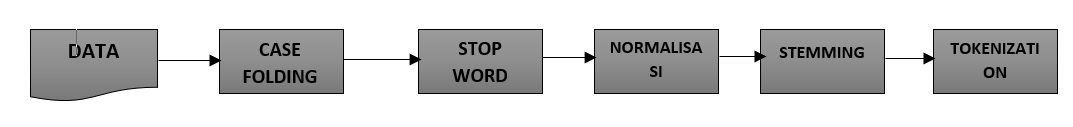 DATA
CASE
FOLDING
STOP
WORD
NORMALISA
SI
STEMMING
TOKENIZATI
ON